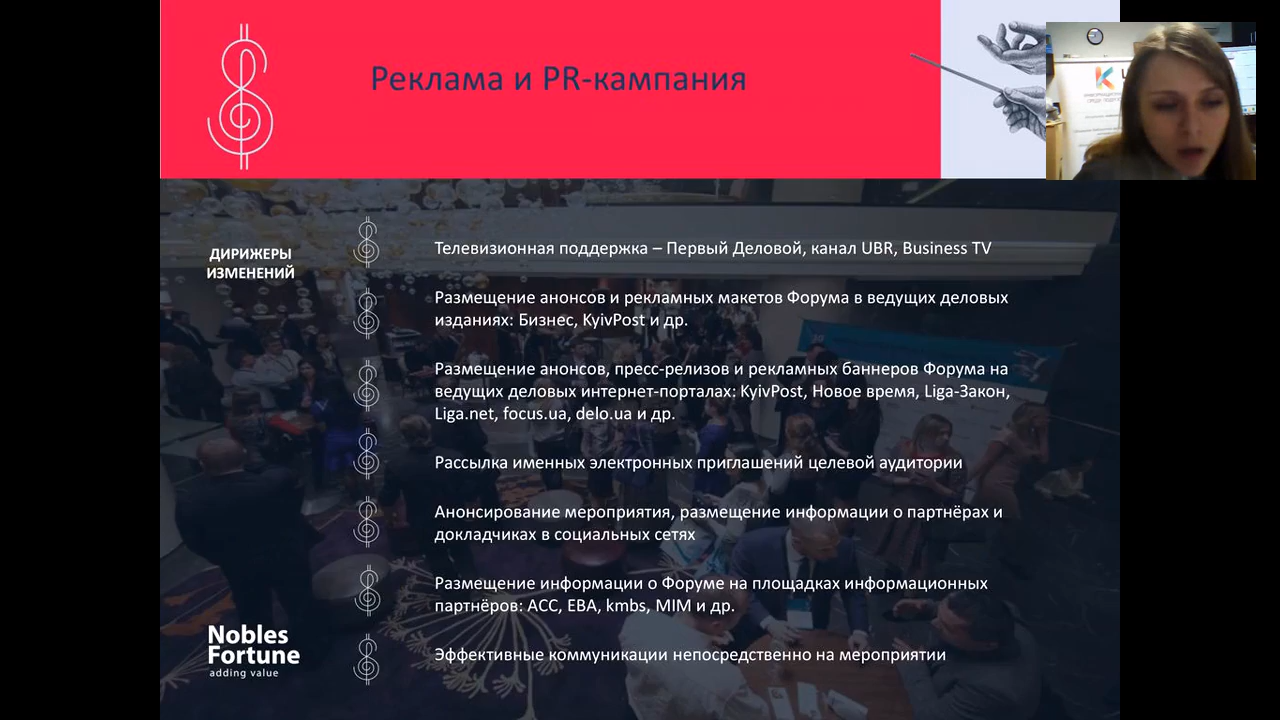 Реклама и PR-кампания
ДИРИЖЕРЫ
ИЗМЕНЕНИЙ
Телевизионная поддержка – Первый Деловой, канал UBR, Business TV
Размещение анонсов и рекламных макетов Форума в ведущих деловых
изданиях: Бизнес, KyivPost и др.
Размещение анонсов, пресс-релизов и рекламных баннеров Форума на
ведущих деловых интернет-порталах: KyivPost, Новое время, Liga-Закон,
Liga.net, focus.ua, delo.ua и др.
Рассылка именных электронных приглашений целевой аудитории
Анонсирование мероприятия, размещение информации о партнёрах и
докладчиках в социальных сетях
Размещение информации о Форуме на площадках информационных
партнёров: ACC, EBA, kmbs, MIM и др.
Эффективные коммуникации непосредственно на мероприятии
Nobles
Fortune
adding value